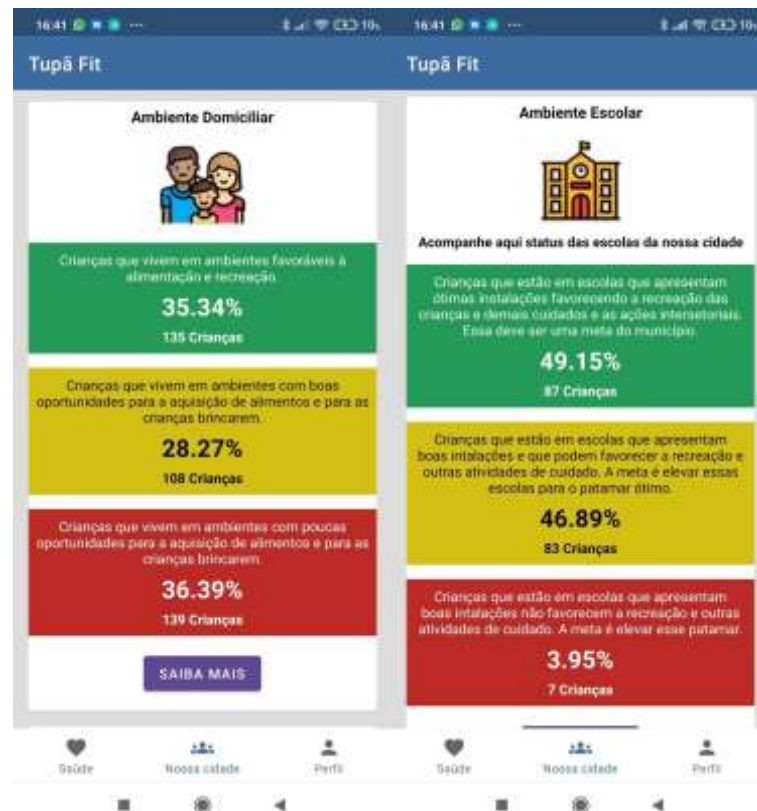 16:41
Tupã Fit
Ambiente Domiciliar
Crianças que vivem em ambientes favoráveis à
alimentação e recreação.
35.34%
135 Crianças
Crianças que vivem em ambientes com boas
oportunidades para a aquisição de alimentos e para as
crianças brincarem.
28.27%
108 Crianças
Crianças que vivem em ambientes com poucas
oportunidades para a aquisição de alimentos e para as
crianças brincarem.
36.39%
139 Crianças
SAIBA MAIS
Saúde
Nossa cidade
Perfil
16:41
Tupã Fit
Ambiente Escolar
Acompanhe aqui status das escolas da nossa cidade
Crianças que estão em escolas que apresentam
ótimas instalações favorecendo a recreação das
crianças e demais cuidados e as ações intersetoriais.
Essa deve ser uma meta do município.
49.15%
87 Crianças
Crianças que estão em escolas que apresentam
boas intalações e que podem favorecer a recreação e
outras atividades de cuidado. A meta é elevar essas
escolas para o patamar ótimo.
46.89%
83 Crianças
Crianças que estão em escolas que apresentam
boas intalações não favorecem a recreação e outras
atividades de cuidado. A meta é elevar esse patamar.
3.95%
7 Crianças
Saúde
Nossa cidade
Perfil